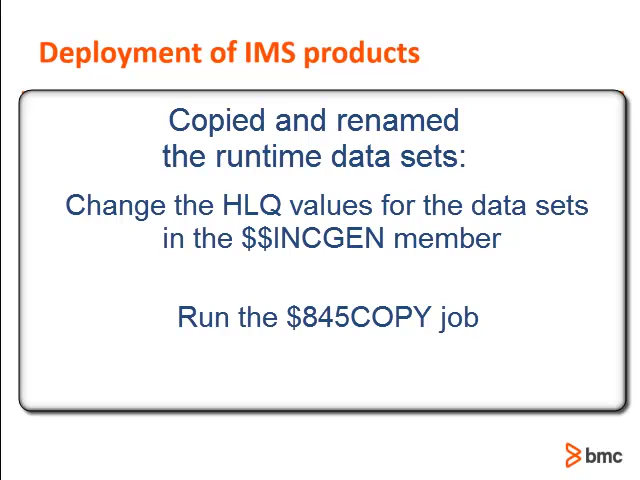 Deployment of IMS products
Copied and renamed
the runtime data sets:
Change the HLQ values for the data sets
in the $$INCGEN member
Run the $845COPY job
bmc